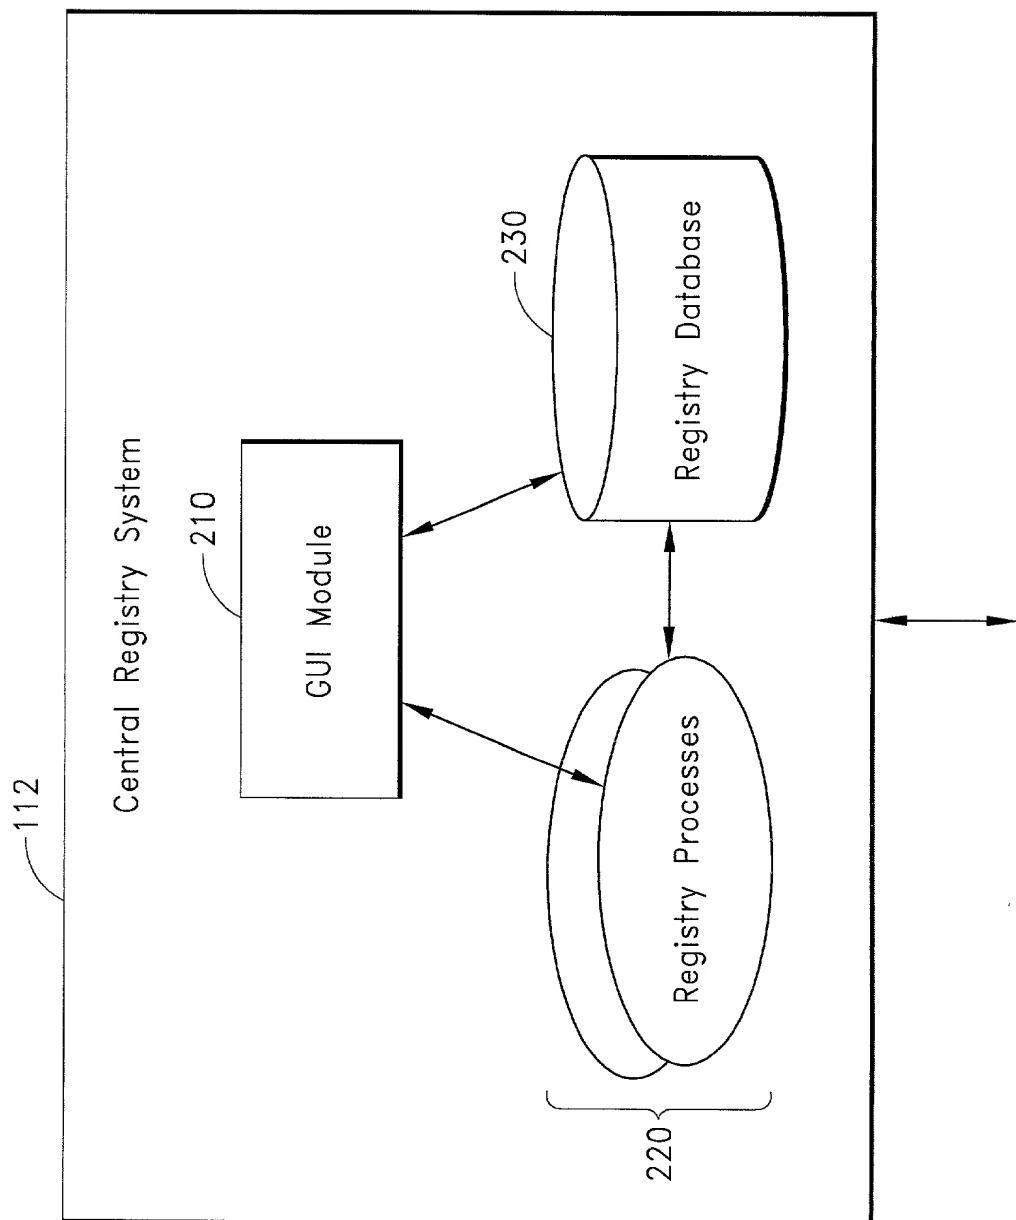 112
Central Registry System
210
GUI Module
230
Registry Database
Registry Processes
220